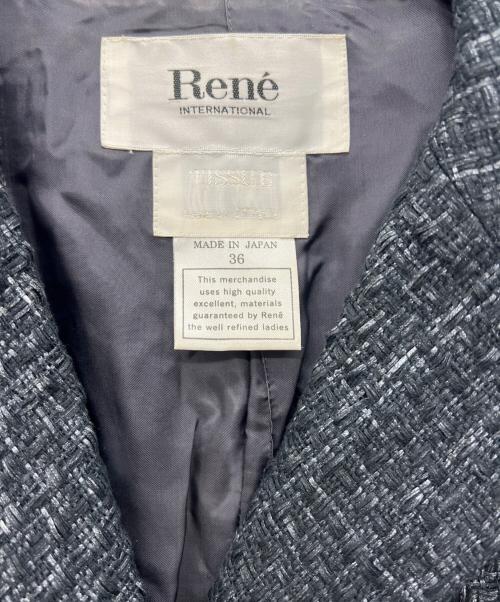 René
INTERNATIONAL
TISSUE
MADE IN JAPAN
36
This merchandise
uses high quality
excellent, materials
guaranteed by René
the well refined ladies